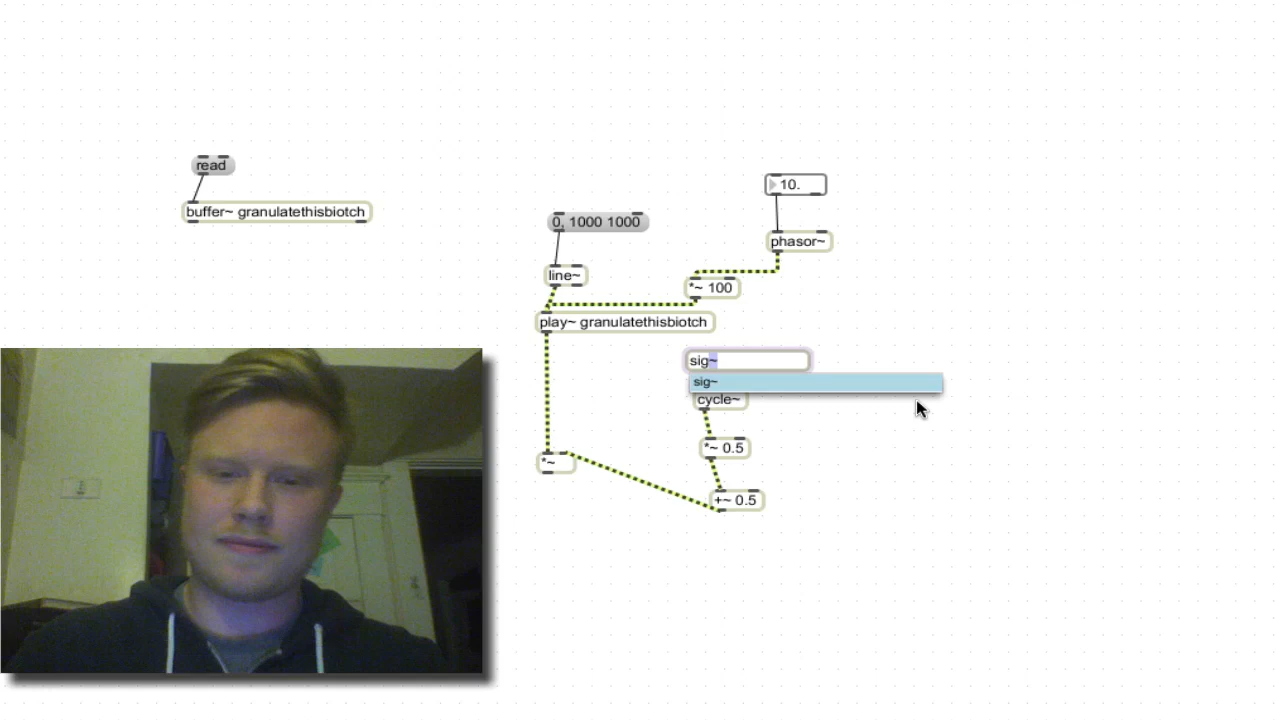 read
buffer~ granulatethisbiotch
10.
0, 1000 1000
phasor~
line~
*~ 100
play~ granulatethisbiotch
sig~
sig~
cycle~
*~ 0.5
*~
+~ 0.5